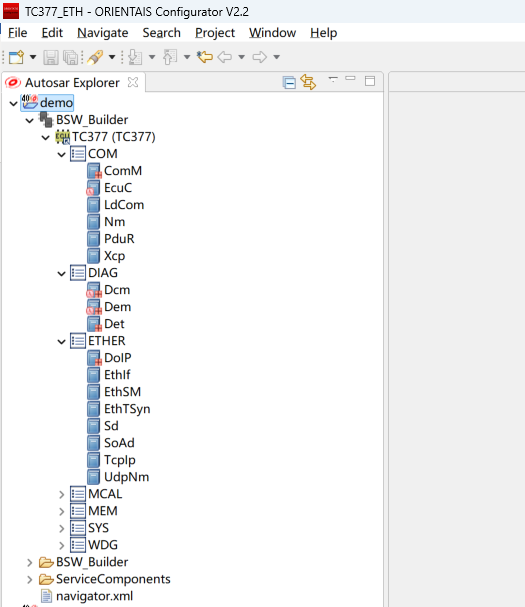 TC377_ETH - ORIENTAIS Configurator V2.2
File Edit Navigate Search Project Window Help
Autosar Explorer
demo
BSW_Builder
TC377 (TC377)
COM
ComM
EcuC
LdCom
Nm
PduR
Xcp
DIAG
Dcm
Dem
Det
ETHER
DoIP
EthIf
EthSM
EthTSyn
Sd
SoAd
TcpIp
UdpNm
MCAL
MEM
SYS
WDG
BSW_Builder
ServiceComponents
navigator.xml